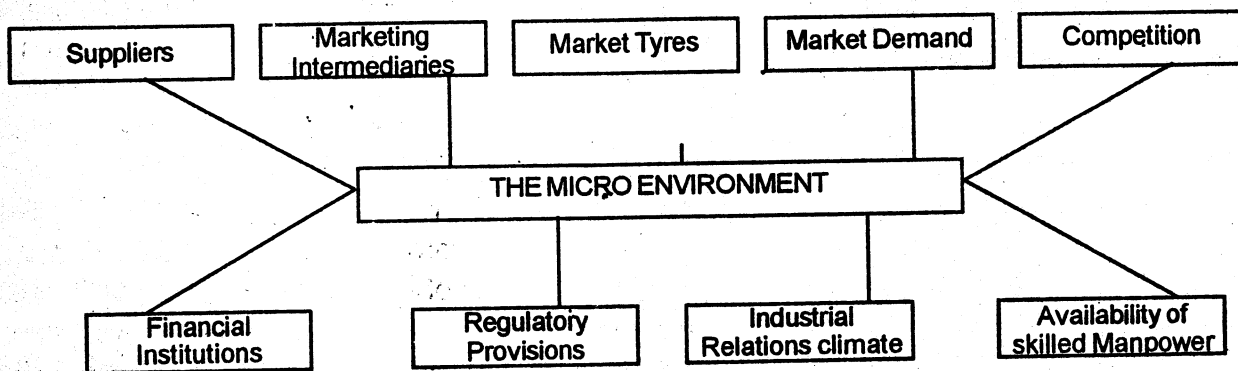 Suppliers
Marketing
Intermediaries
Market Tyres
Market Demand
Competition
THE MICRO ENVIRONMENT
Financial
Institutions
Regulatory
Provisions
Industrial
Relations climate
Availability of
skilled Manpower